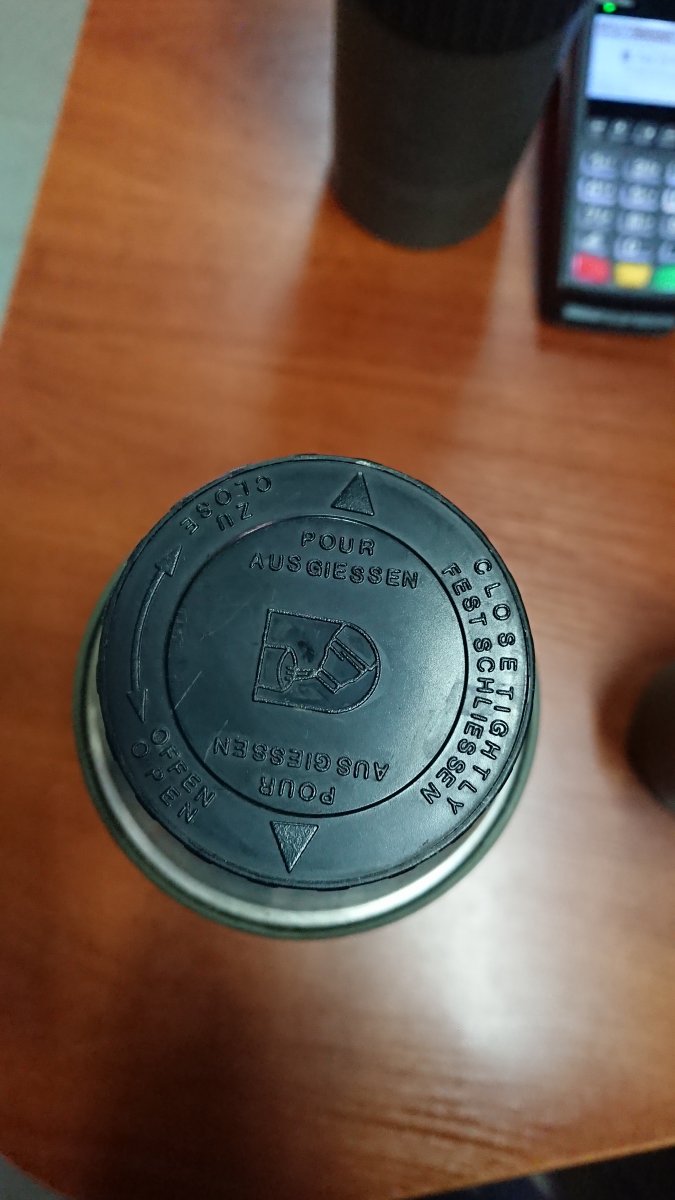 CLOSE
ZU
POUR
AUSGIESSEN
CLOSE TIGHTLY
FEST SCHLIESSEN
OFFEN
OPEN
POUR
AUSGIESSEN